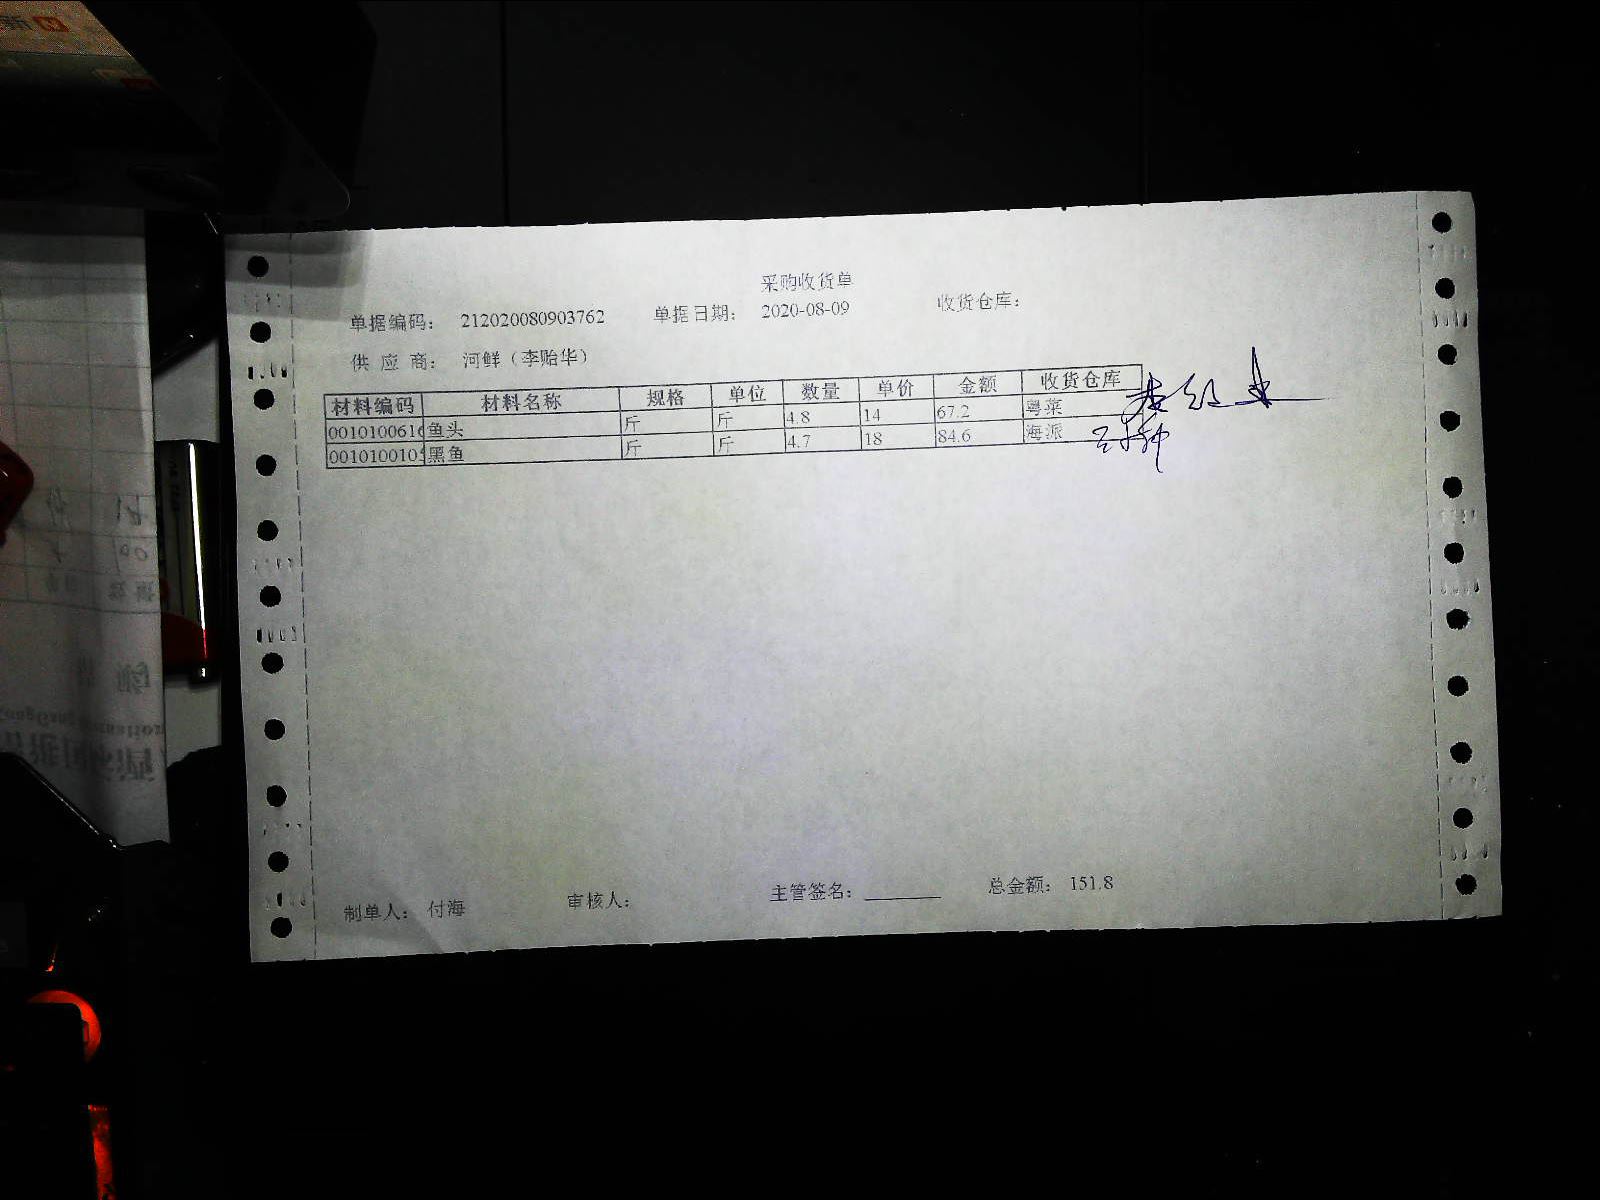 采购收货单
单据编码： 212020080903762 单据日期： 2020-08-09 收货仓库：
供 应 商： 河鲜（李贻华）
材料编码 材料名称 规格 单位 数量 单价 金额 收货仓库
001010061 鱼头 斤 斤 4.8 14 67.2 粤菜
001010010 黑鱼 斤 斤 4.7 18 84.6 海派
制单人： 付海 审核人： 主管签名： 总金额： 151.8